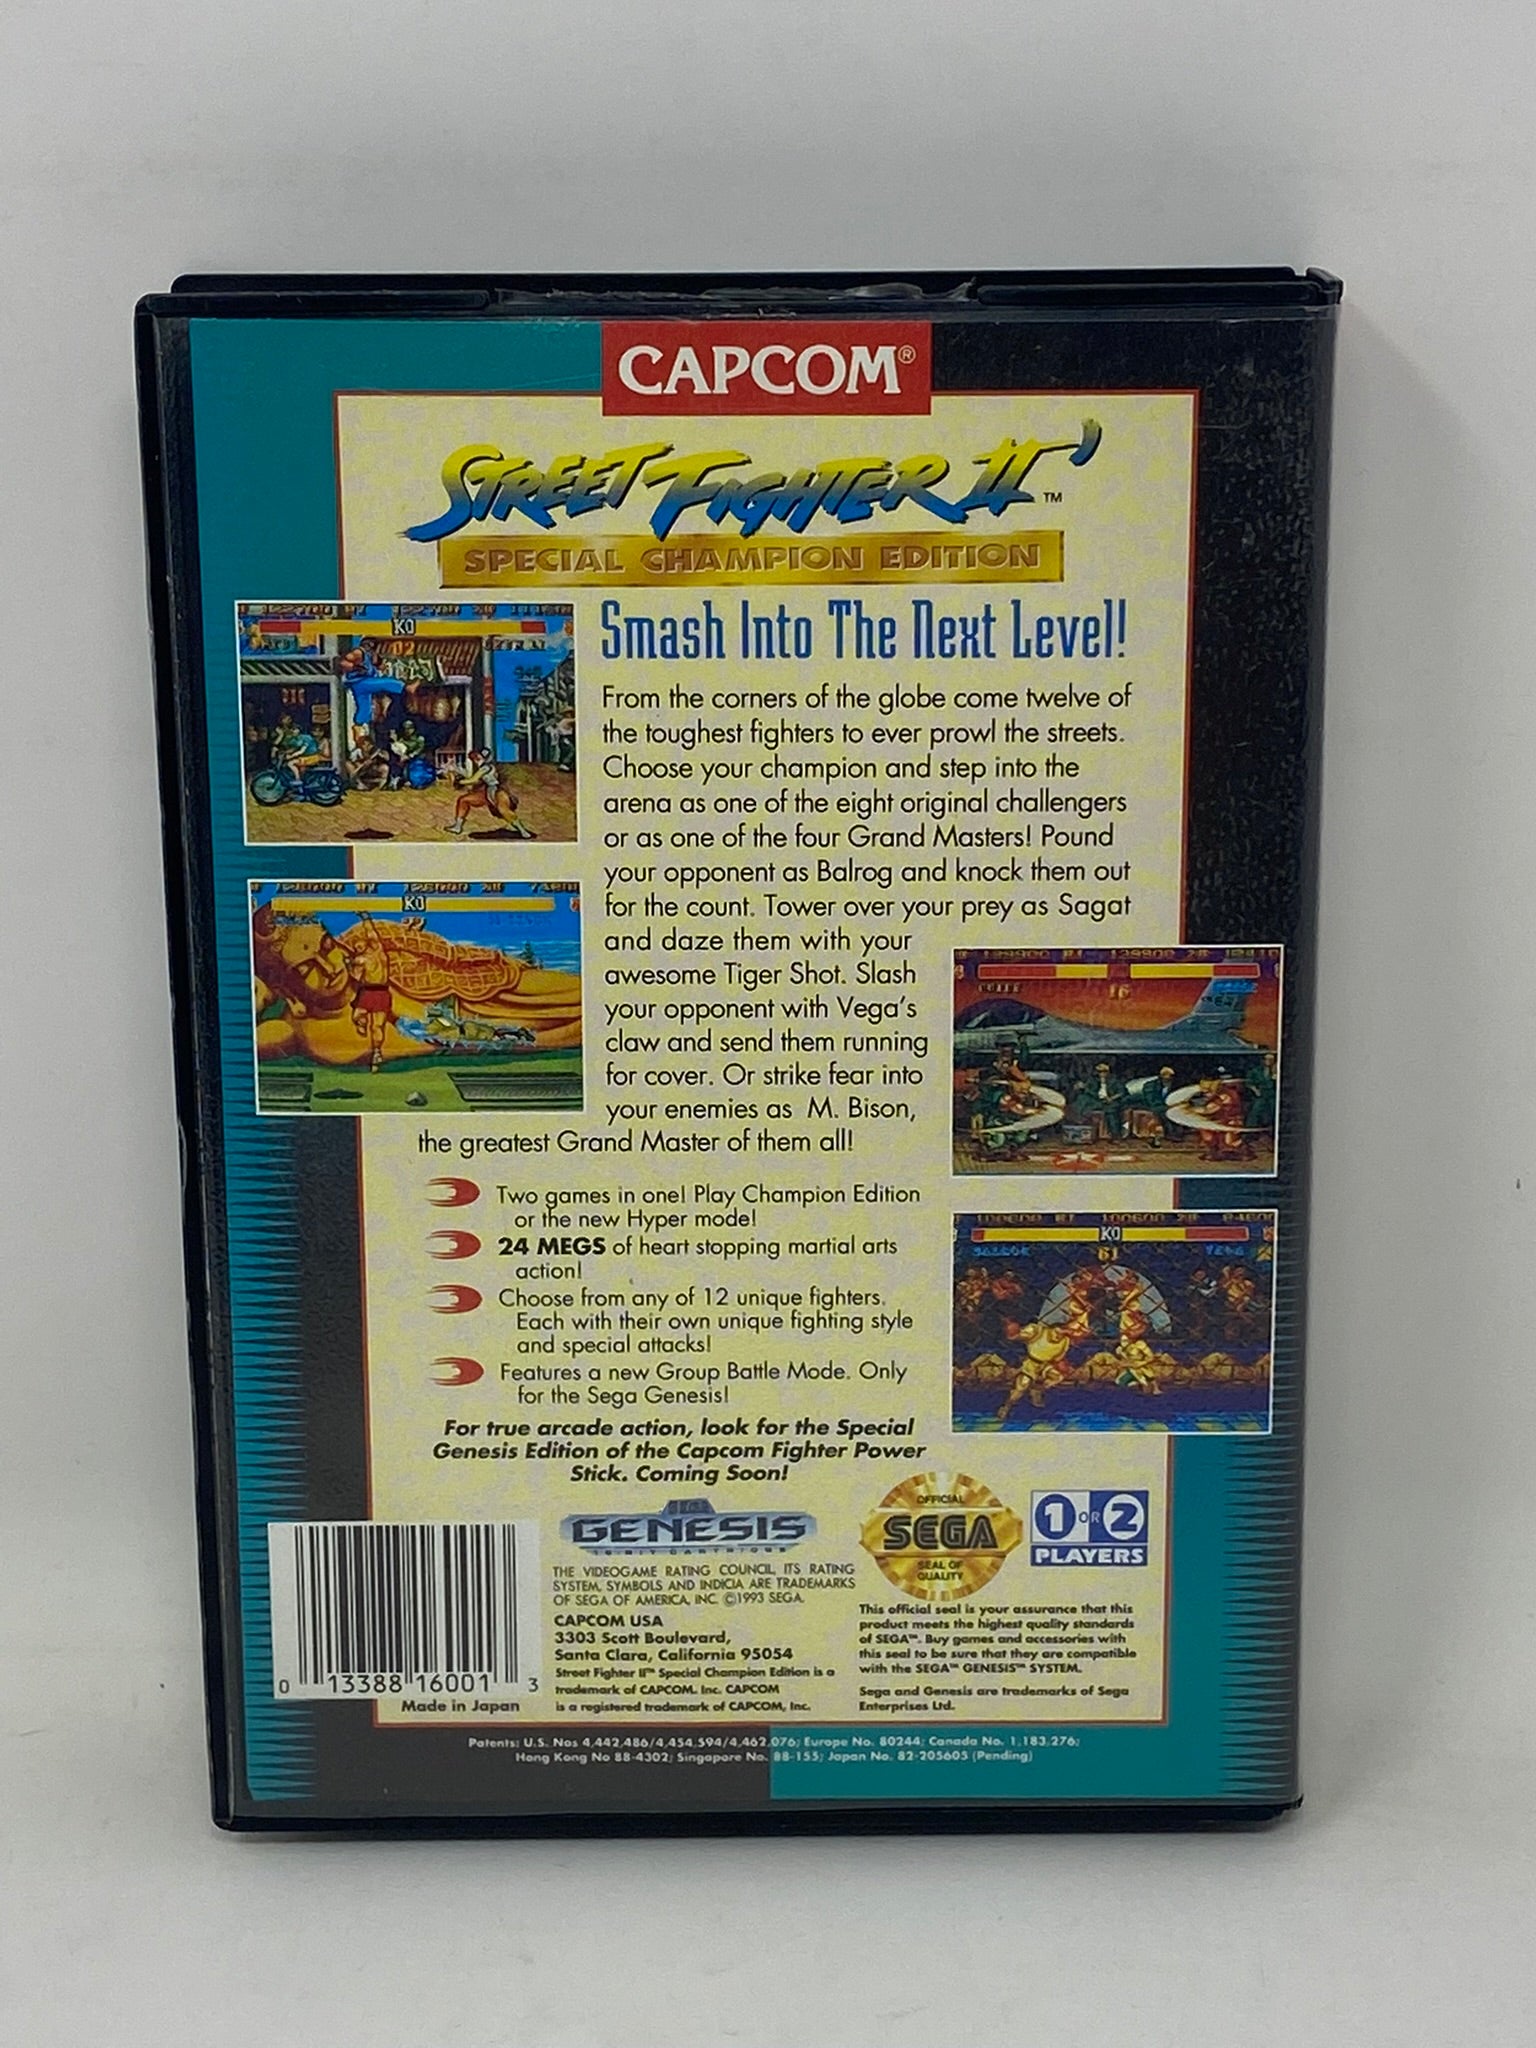 CAPCOM®
STREET FIGHTER II' ™
SPECIAL CHAMPION EDITION
Smash Into The Next Level!
From the corners of the globe come twelve of
the toughest fighters to ever prowl the streets.
Choose your champion and step into the
arena as one of the eight original challengers
or as one of the four Grand Masters! Pound
your opponent as Balrog and knock them out
for the count. Tower over your prey as Sagat
and daze them with your
awesome Tiger Shot. Slash
your opponent with Vega's
claw and send them running
for cover. Or strike fear into
your enemies as M. Bison,
the greatest Grand Master of them all!
KO
KO
16
KO
61
Two games in one! Play Champion Edition
or the new Hyper mode!
24 MEGS of heart stopping martial arts
action!
Choose from any of 12 unique fighters.
Each with their own unique fighting style
and special attacks!
Features a new Group Battle Mode. Only
for the Sega Genesis!
For true arcade action, look for the Special
Genesis Edition of the Capcom Fighter Power
Stick. Coming Soon!
SEGA
GENESIS
16-BIT CARTRIDGE
THE VIDEOGAME RATING COUNCIL, ITS RATING
SYSTEM, SYMBOLS AND INDICIA ARE TRADEMARKS
OF SEGA OF AMERICA, INC. ©1993 SEGA.
CAPCOM USA
3303 Scott Boulevard,
Santa Clara, California 95054
Street Fighter II™ Special Champion Edition is a
trademark of CAPCOM. Inc. CAPCOM
is a registered trademark of CAPCOM, Inc.
OFFICIAL
SEGA
SEAL OF
QUALITY
1 OR 2
PLAYERS
This official seal is your assurance that this
product meets the highest quality standards
of SEGA™. Buy games and accessories with
this seal to be sure that they are compatible
with the SEGA™ GENESIS™ SYSTEM.
Sega and Genesis are trademarks of Sega
Enterprises Ltd.
0 13388 16001 3
Made in Japan
Patents: U.S. Nos 4,442,486/4,454,594/4,462,076; Europe No. 80244; Canada No. 1,183,276;
Hong Kong No 88-4302; Singapore No. 88-155; Japan No. 82-205605 (Pending)